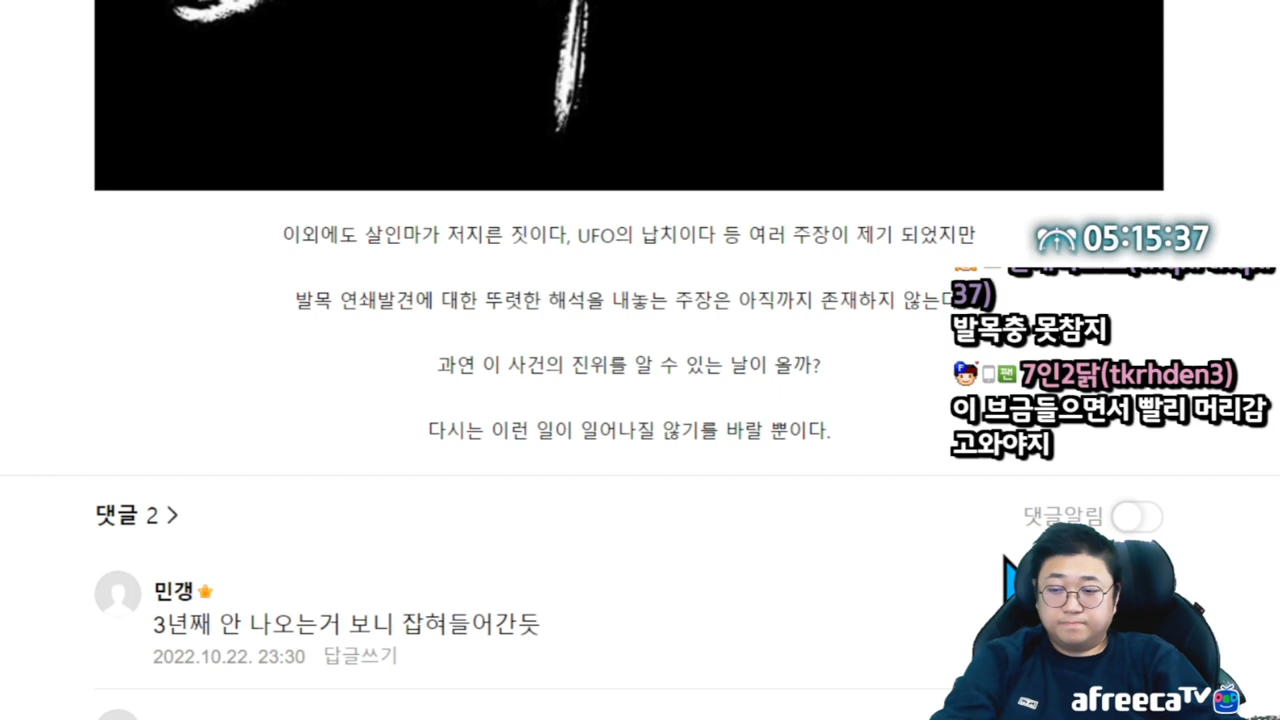 이외에도 살인마가 저지른 짓이다, UFO의 납치이다 등 여러 주장이 제기 되었지만
05:15:37
발목 연쇄발견에 대한 뚜렷한 해석을 내놓는 주장은 아직까지 존재하지
37)
발목충 못참지
과연 이 사건의 진위를 알 수 있는 날이 올까?
팬 7인2닭(tkrhden3)
이 브금들으면서 빨리 머리감
고와야지
다시는 이런 일이 일어나질 않기를 바랄 뿐이다.
댓글 2 >
댓글알림
민갱
3년째 안 나오는거 보니 잡혀들어간듯
2022.10.22. 23:30 답글쓰기
afreecaTV